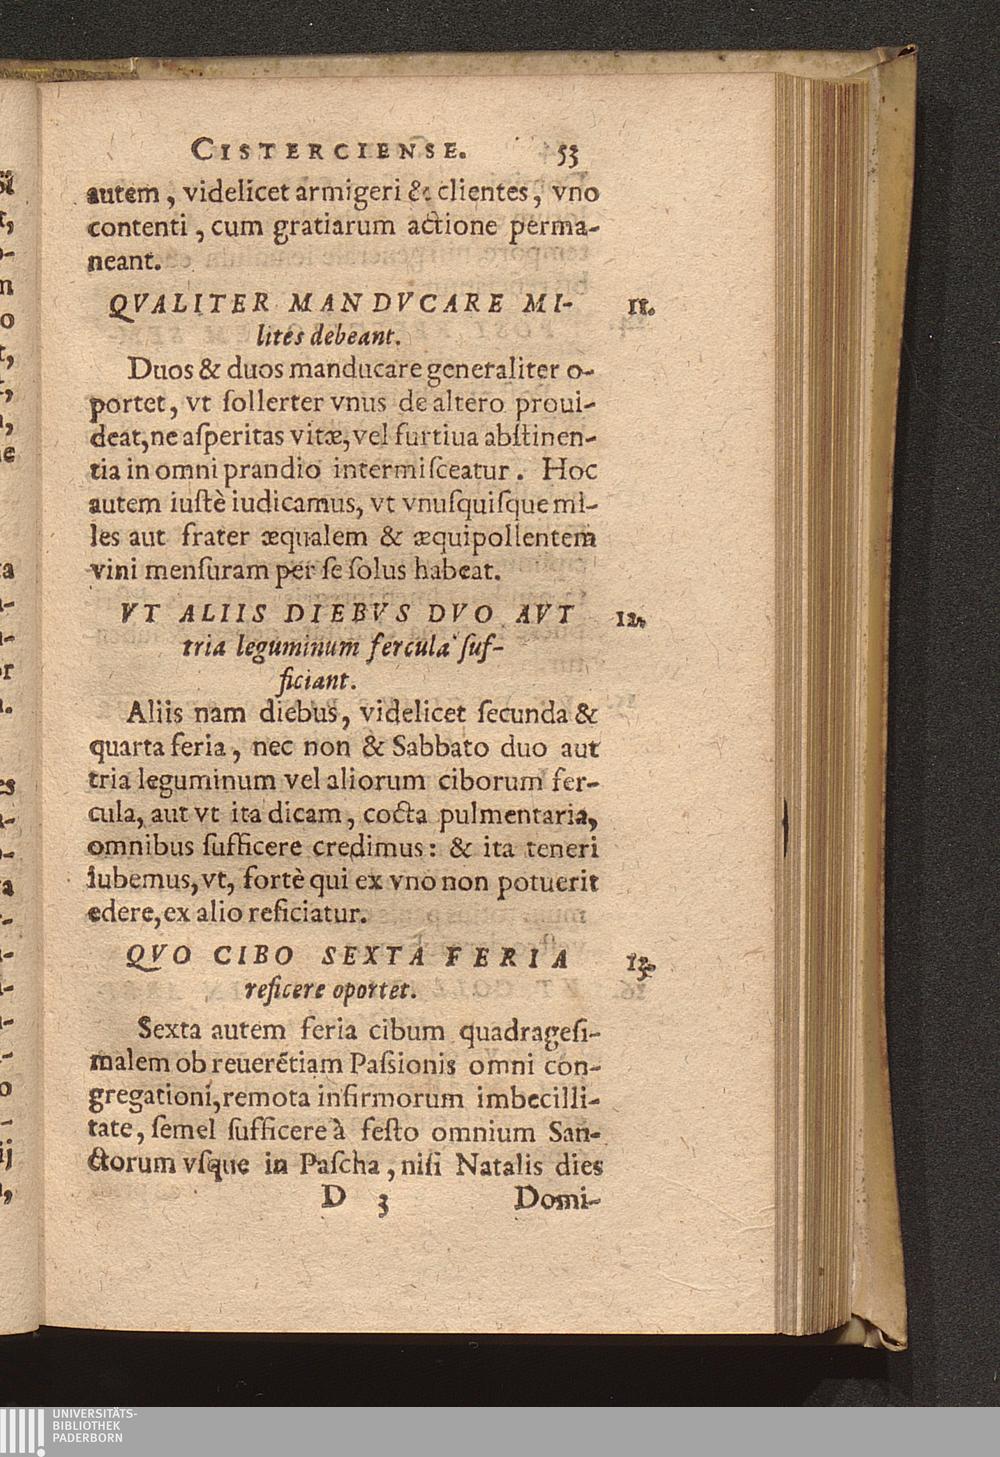 CISTERCIENSE. 53
autem, videlicet armigeri & clientes, vno
contenti, cum gratiarum actione perma-
neant.
QVALITER MANDVCARE MI- 11.
lites debeant.
Duos & duos manducare generaliter o-
portet, vt ſollerter vnus de altero proui-
deat, ne aſperitas vitæ, vel furtiua abſtinen-
tia in omni prandio intermiſceatur. Hoc
autem iuſtè iudicamus, vt vnuſquiſque mi-
les aut frater æqualem & æquipollentem
vini menſuram per ſe ſolus habeat.
VT ALIIS DIEBVS DVO AVT 12.
tria leguminum fercula ſuf-
ficiant.
Aliis nam diebus, videlicet ſecunda &
quarta feria, nec non & Sabbato duo aut
tria leguminum vel aliorum ciborum fer-
cula, aut vt ita dicam, cocta pulmentaria,
omnibus ſufficere credimus: & ita teneri
iubemus, vt, fortè qui ex vno non potuerit
edere, ex alio reficiatur.
QVO CIBO SEXTA FERIA 13.
reficere oportet.
Sexta autem feria cibum quadrageſi-
malem ob reuerẽtiam Paſsionis omni con-
gregationi, remota infirmorum imbecilli-
tate, ſemel ſufficere à feſto omnium San-
ctorum vſque in Paſcha, niſi Natalis dies
D 3 Domi-
UNIVERSITÄTS-
BIBLIOTHEK
PADERBORN